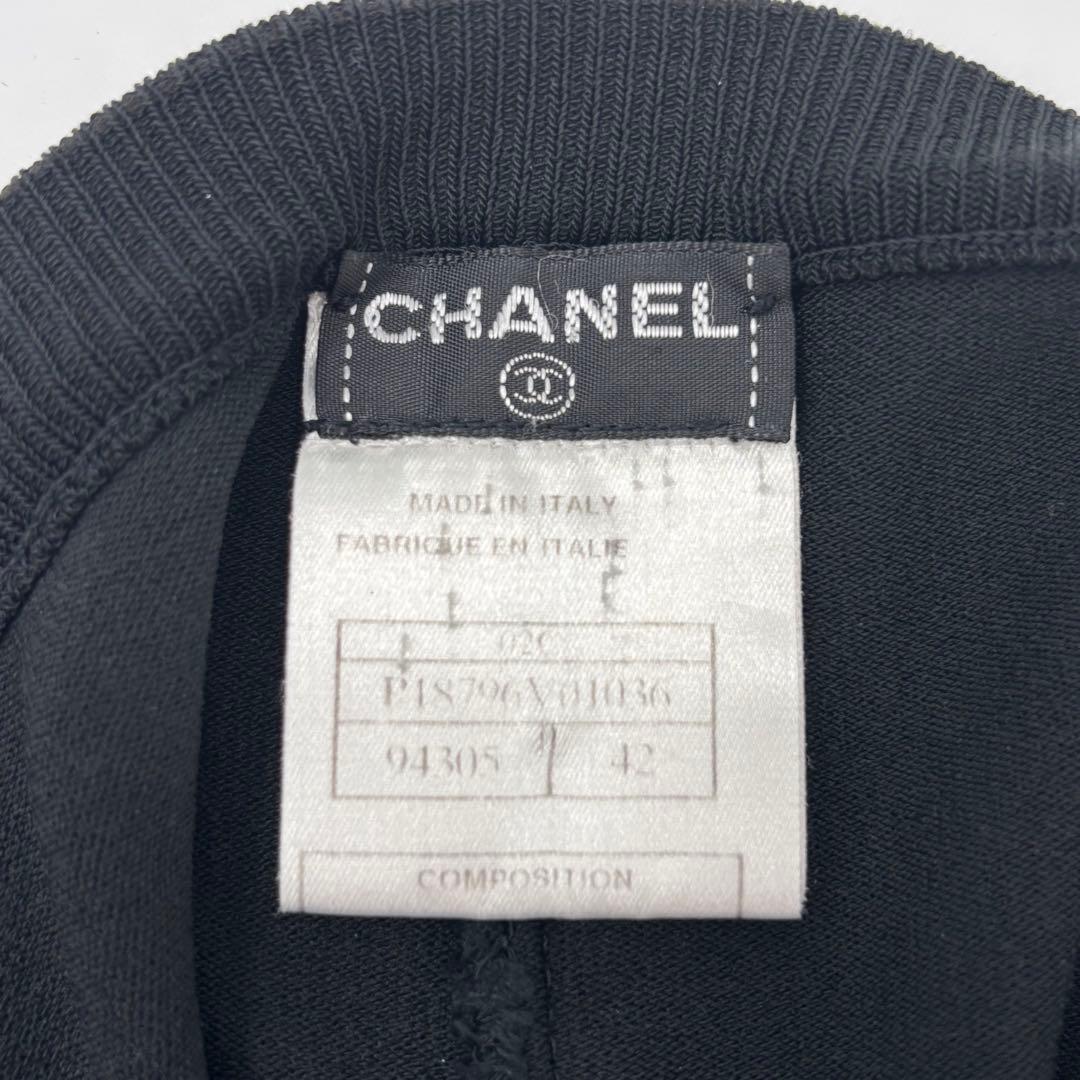 CHANEL
MADE IN ITALY
FABRIQUE EN ITALIE
02C
P18796V01036
94305 42
COMPOSITION